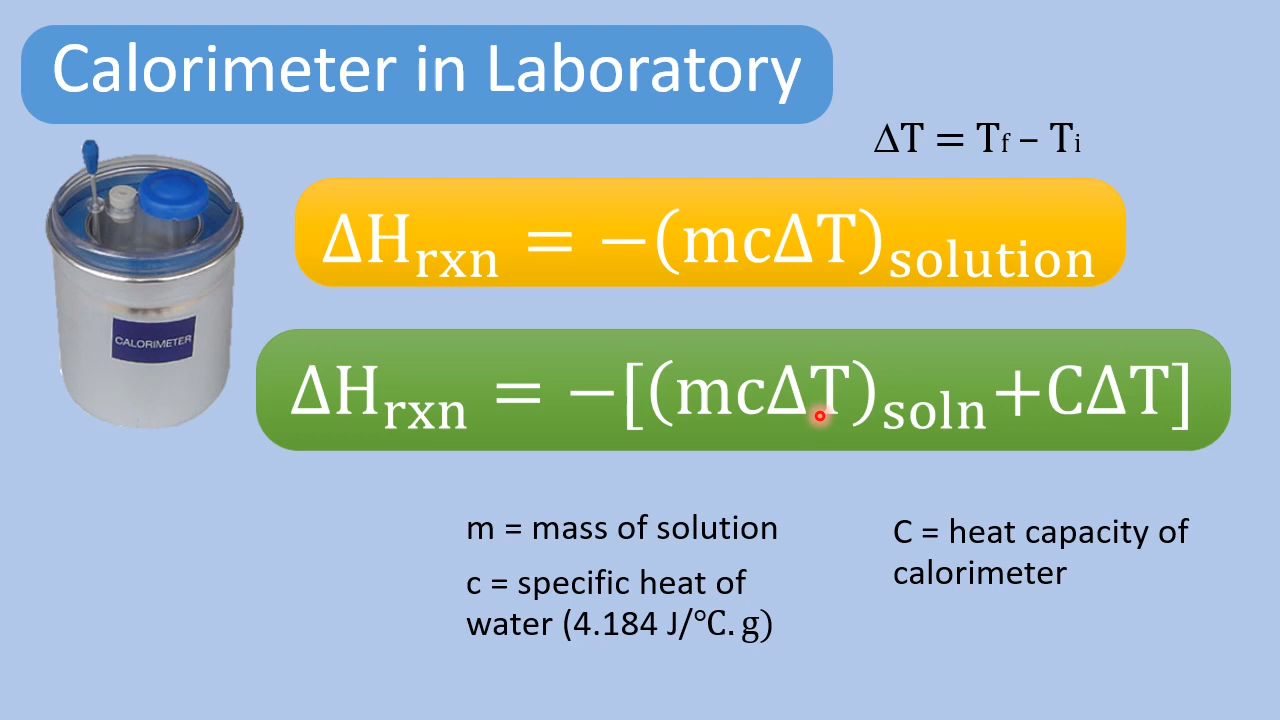 Calorimeter in Laboratory
ΔT = Tf – Ti
ΔHrxn = −(mcΔT)solution
CALORIMETER
ΔHrxn = −[(mcΔT)soln+CΔT]
m = mass of solution
c = specific heat of
water (4.184 J/°C. g)
C = heat capacity of
calorimeter